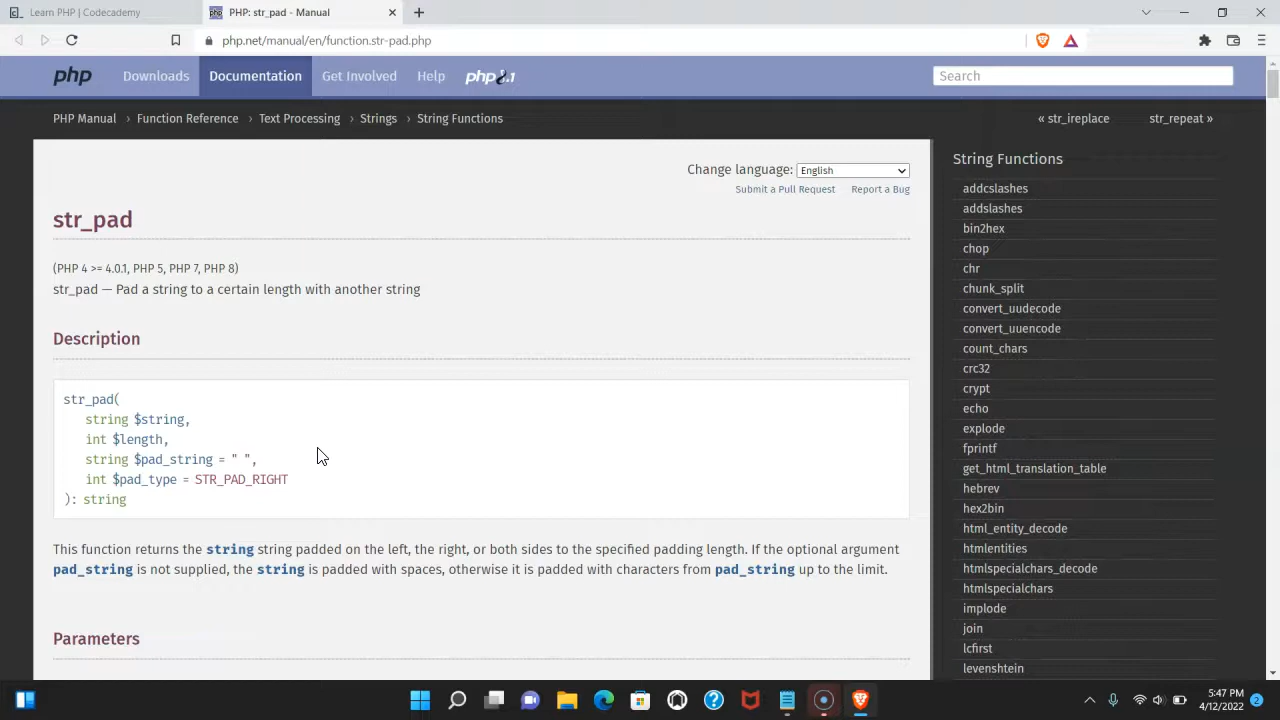 Learn PHP | Codecademy
PHP: str_pad - Manual
php.net/manual/en/function.str-pad.php
php
Downloads
Documentation
Get Involved
Help
php8.1
Search
PHP Manual › Function Reference › Text Processing › Strings › String Functions
« str_ireplace
str_repeat »
Change language: English
Submit a Pull Request
Report a Bug
str_pad
(PHP 4 >= 4.0.1, PHP 5, PHP 7, PHP 8)
str_pad — Pad a string to a certain length with another string
Description
str_pad(
string $string,
int $length,
string $pad_string = " ",
int $pad_type = STR_PAD_RIGHT
): string
This function returns the string string padded on the left, the right, or both sides to the specified padding length. If the optional argument
pad_string is not supplied, the string is padded with spaces, otherwise it is padded with characters from pad_string up to the limit.
Parameters
String Functions
addcslashes
addslashes
bin2hex
chop
chr
chunk_split
convert_uudecode
convert_uuencode
count_chars
crc32
crypt
echo
explode
fprintf
get_html_translation_table
hebrev
hex2bin
html_entity_decode
htmlentities
htmlspecialchars_decode
htmlspecialchars
implode
join
lcfirst
levenshtein
5:47 PM
4/12/2022
2